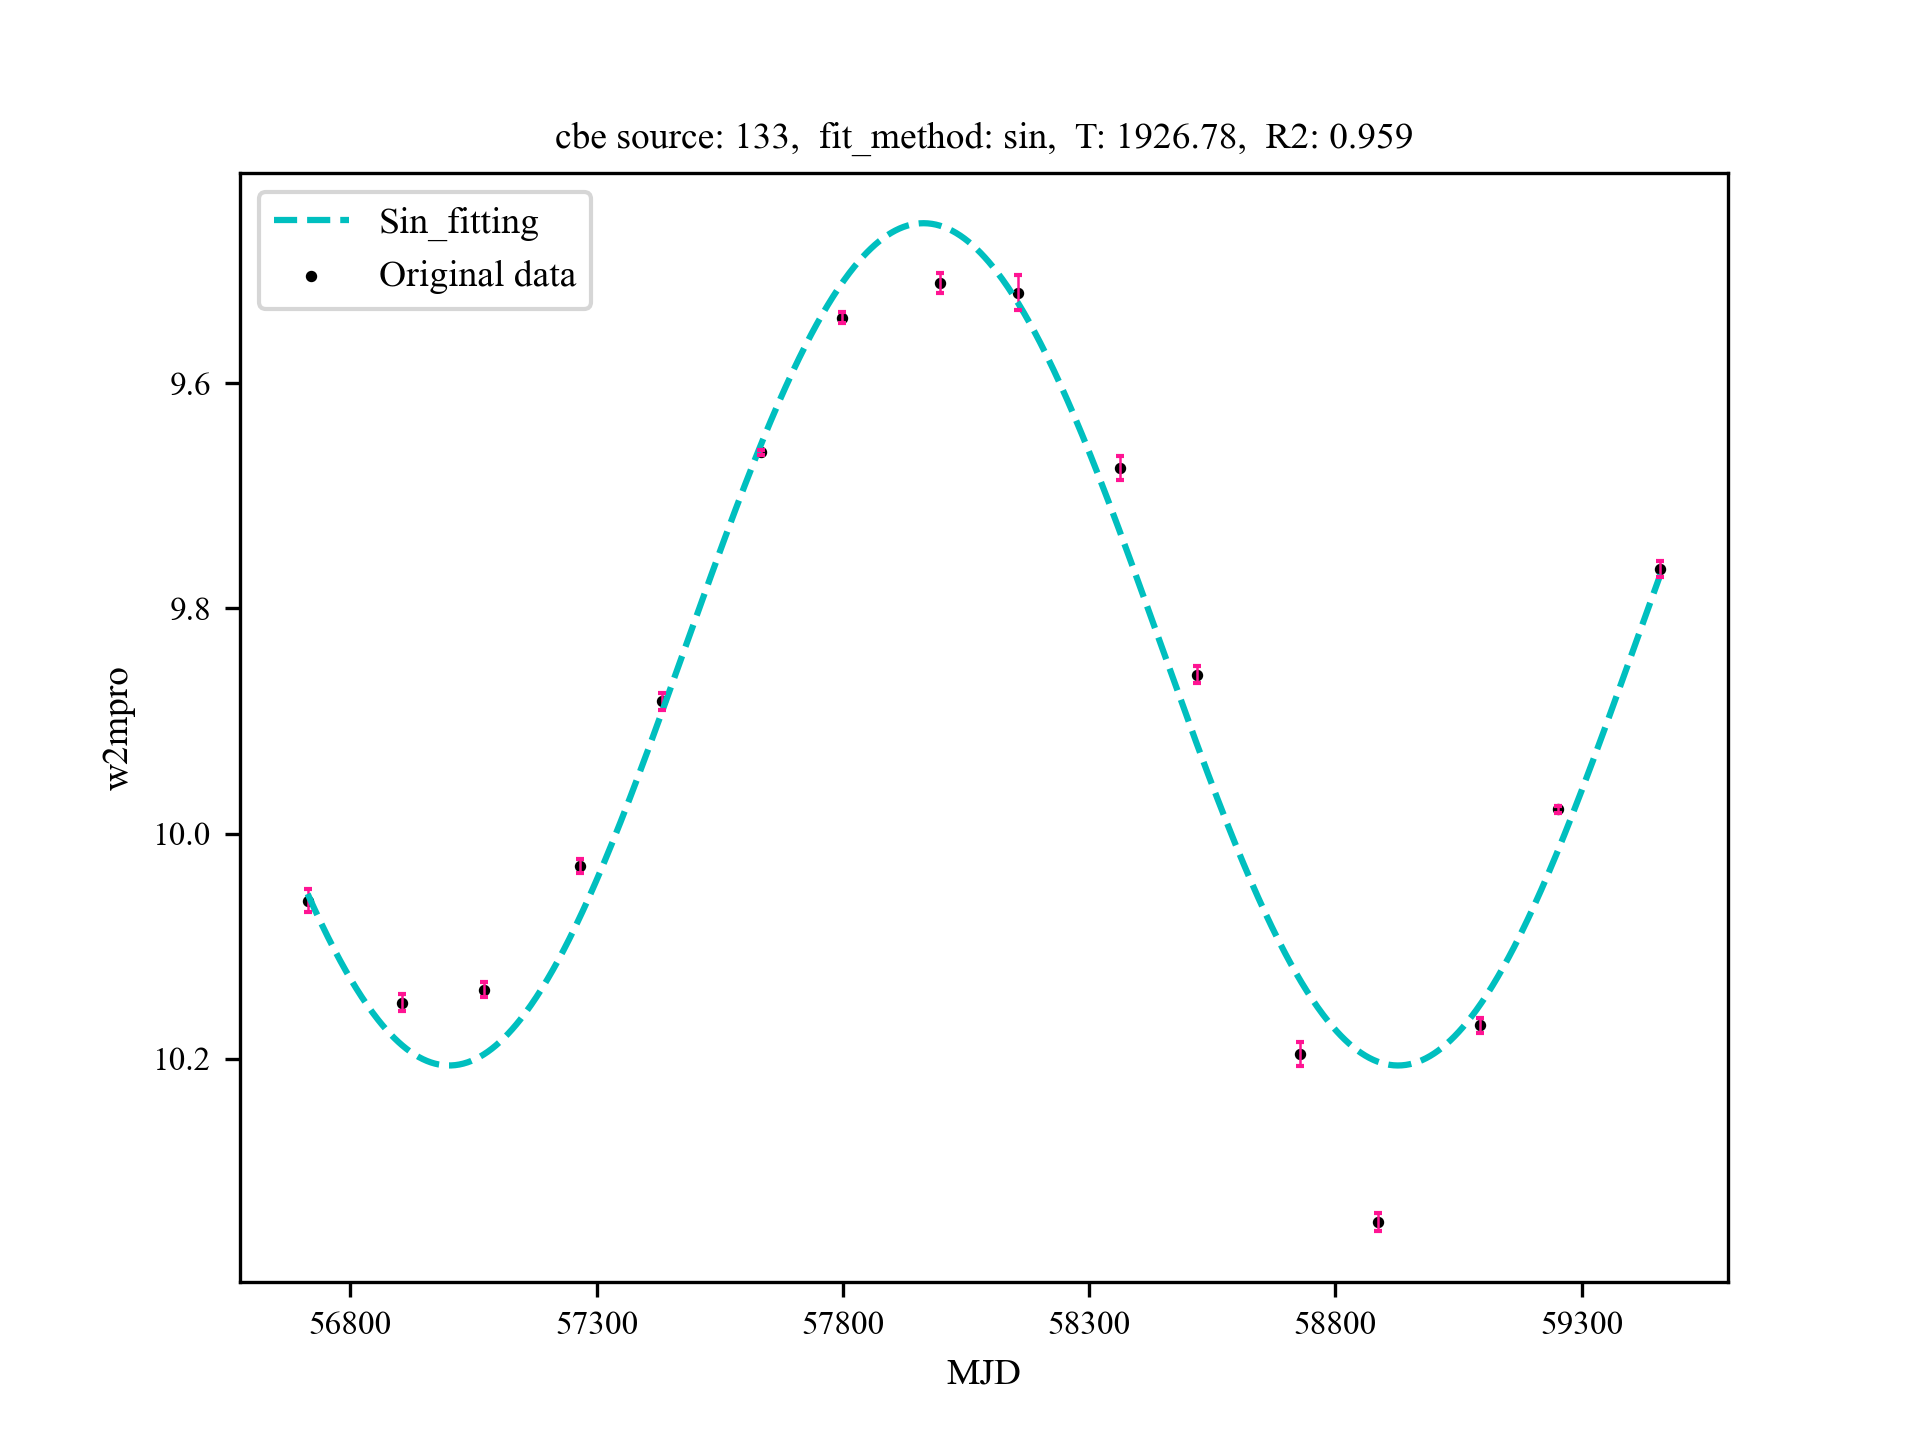 cbe source: 133,  fit_method: sin,  T: 1926.78,  R2: 0.959
Sin_fitting
Original data
w2mpro
9.6
9.8
10.0
10.2
56800
57300
57800
58300
58800
59300
MJD